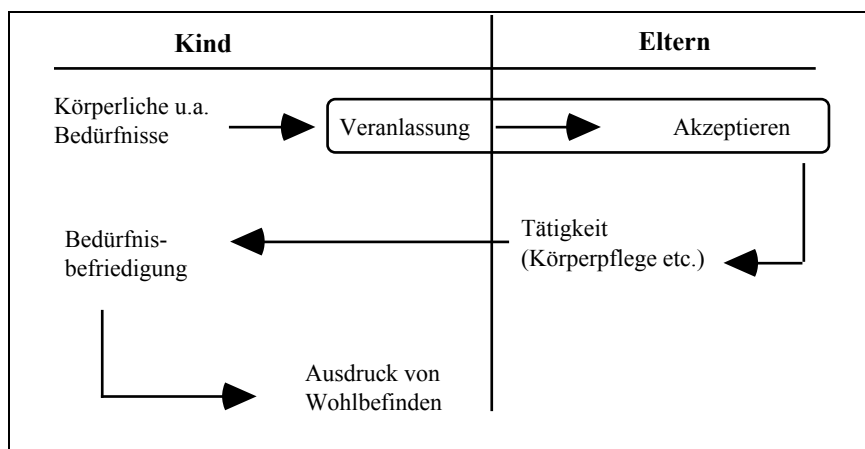 Kind
Eltern
Körperliche u.a.
Bedürfnisse
Veranlassung
Akzeptieren
Tätigkeit
(Körperpflege etc.)
Bedürfnis-
befriedigung
Ausdruck von
Wohlbefinden